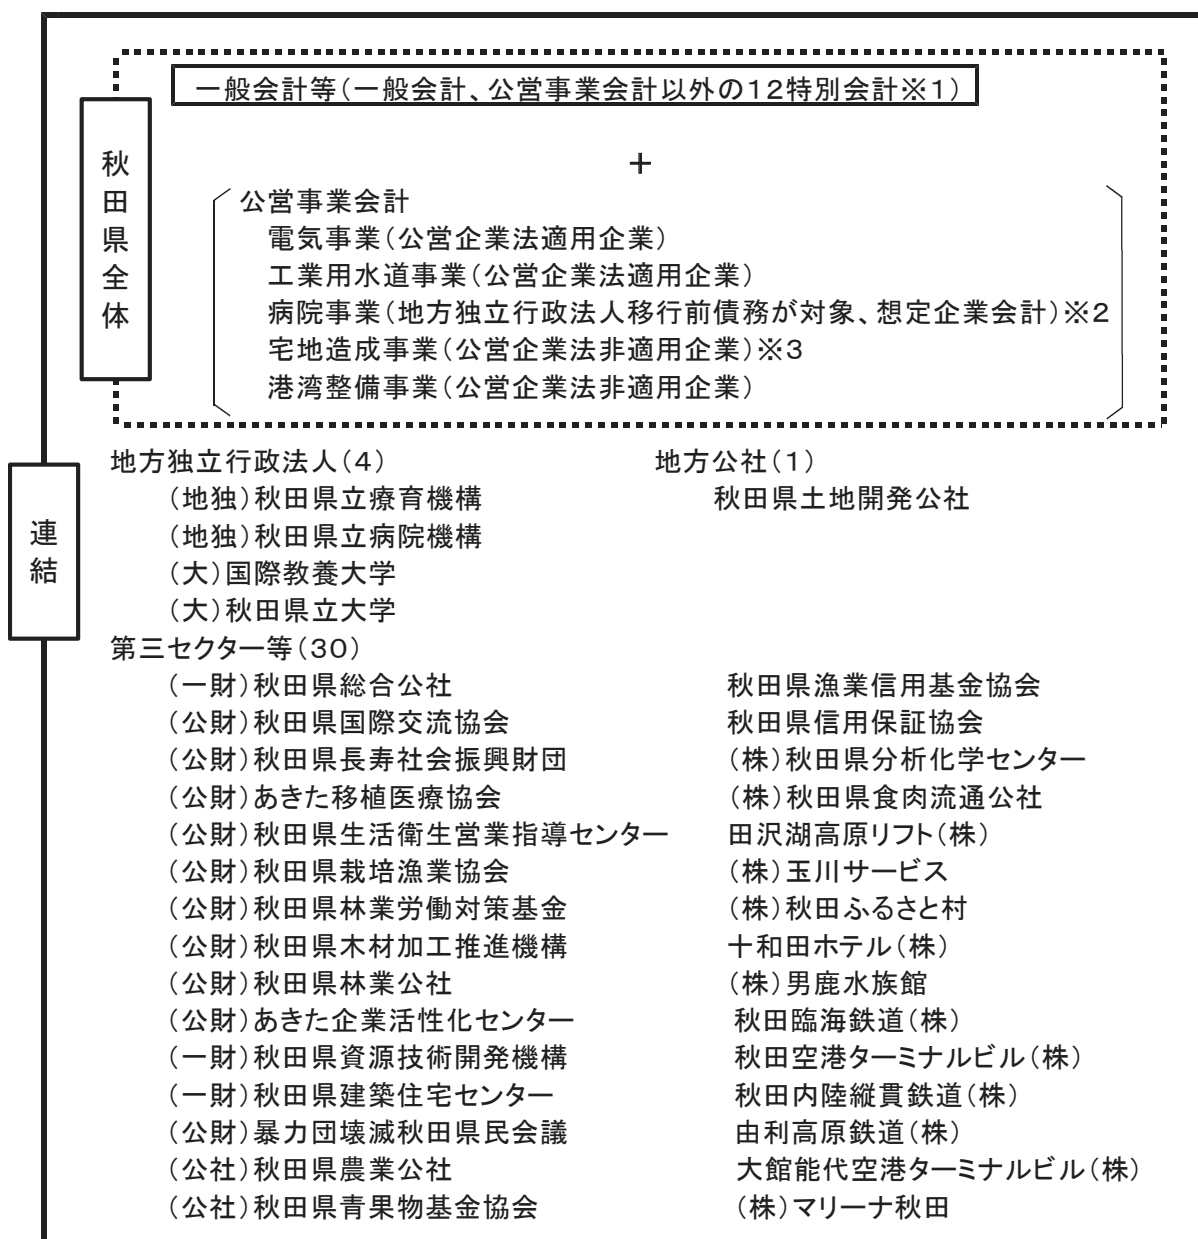 一般会計等(一般会計、公営事業会計以外の12特別会計※1)
秋田県全体
+
公営事業会計
電気事業(公営企業法適用企業)
工業用水道事業(公営企業法適用企業)
病院事業(地方独立行政法人移行前債務が対象、想定企業会計)※2
宅地造成事業(公営企業法非適用企業)※3
港湾整備事業(公営企業法非適用企業)
連結
地方独立行政法人(4)
(地独)秋田県立療育機構
(地独)秋田県立病院機構
(大)国際教養大学
(大)秋田県立大学
地方公社(1)
秋田県土地開発公社
第三セクター等(30)
(一財)秋田県総合公社
(公財)秋田県国際交流協会
(公財)秋田県長寿社会振興財団
(公財)あきた移植医療協会
(公財)秋田県生活衛生営業指導センター
(公財)秋田県栽培漁業協会
(公財)秋田県林業労働対策基金
(公財)秋田県木材加工推進機構
(公財)秋田県林業公社
(公財)あきた企業活性化センター
(一財)秋田県資源技術開発機構
(一財)秋田県建築住宅センター
(公財)暴力団壊滅秋田県民会議
(公社)秋田県農業公社
(公社)秋田県青果物基金協会
秋田県漁業信用基金協会
秋田県信用保証協会
(株)秋田県分析化学センター
(株)秋田県食肉流通公社
田沢湖高原リフト(株)
(株)玉川サービス
(株)秋田ふるさと村
十和田ホテル(株)
(株)男鹿水族館
秋田臨海鉄道(株)
秋田空港ターミナルビル(株)
秋田内陸縦貫鉄道(株)
由利高原鉄道(株)
大館能代空港ターミナルビル(株)
(株)マリーナ秋田